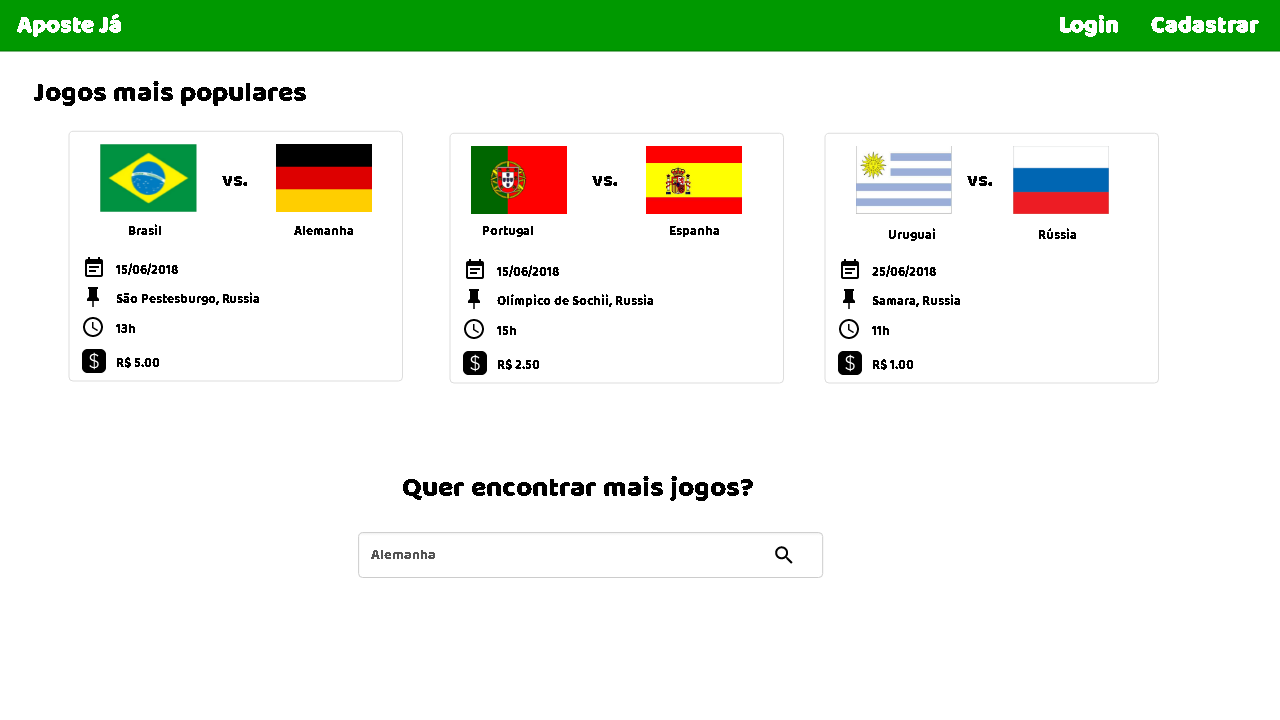 Aposte Já
Login
Cadastrar
Jogos mais populares
vs.
Brasil
Alemanha
15/06/2018
São Pestesburgo, Russia
13h
$
R$ 5.00
vs.
Portugal
Espanha
15/06/2018
Olímpico de Sochii, Russia
15h
$
R$ 2.50
vs.
Uruguai
Rússia
25/06/2018
Samara, Russia
11h
$
R$ 1.00
Quer encontrar mais jogos?
Alemanha